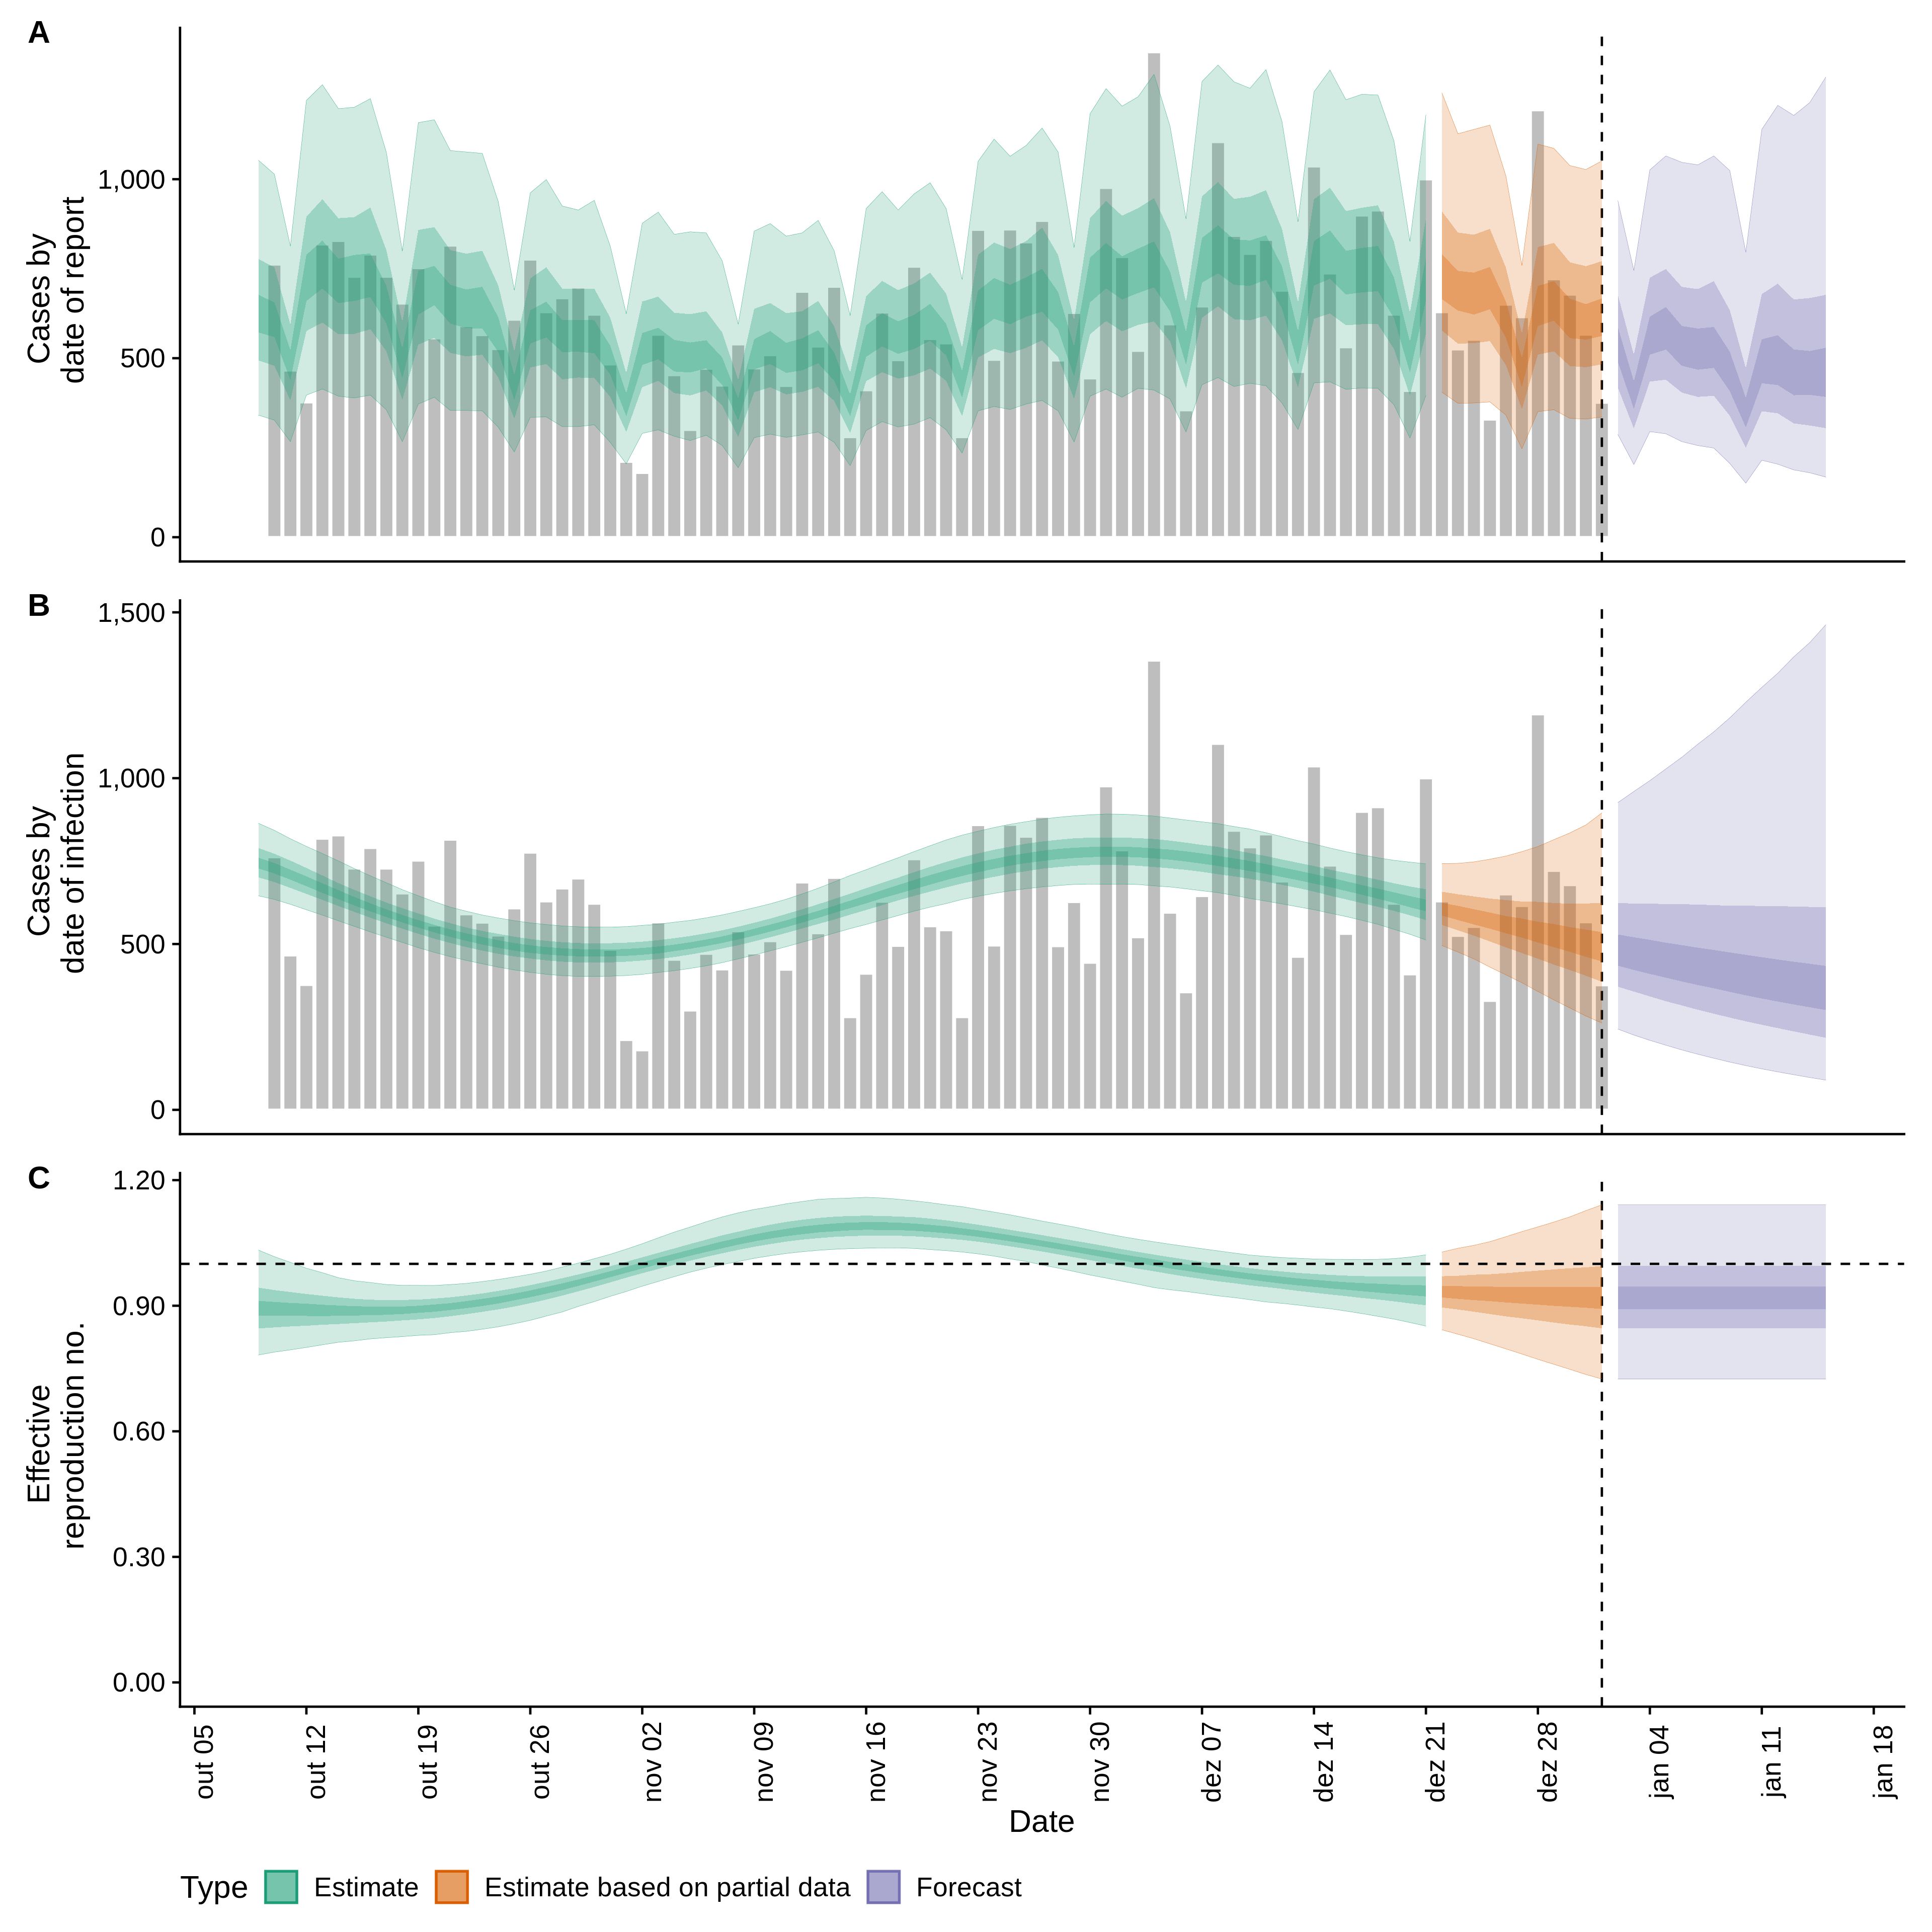 A
Cases by
date of report
1,000
500
0
B
Cases by
date of infection
1,500
1,000
500
0
C
Effective
reproduction no.
1.20
0.90
0.60
0.30
0.00
out 05
out 12
out 19
out 26
nov 02
nov 09
nov 16
nov 23
nov 30
dez 07
dez 14
dez 21
dez 28
jan 04
jan 11
jan 18
Date
Type Estimate Estimate based on partial data Forecast